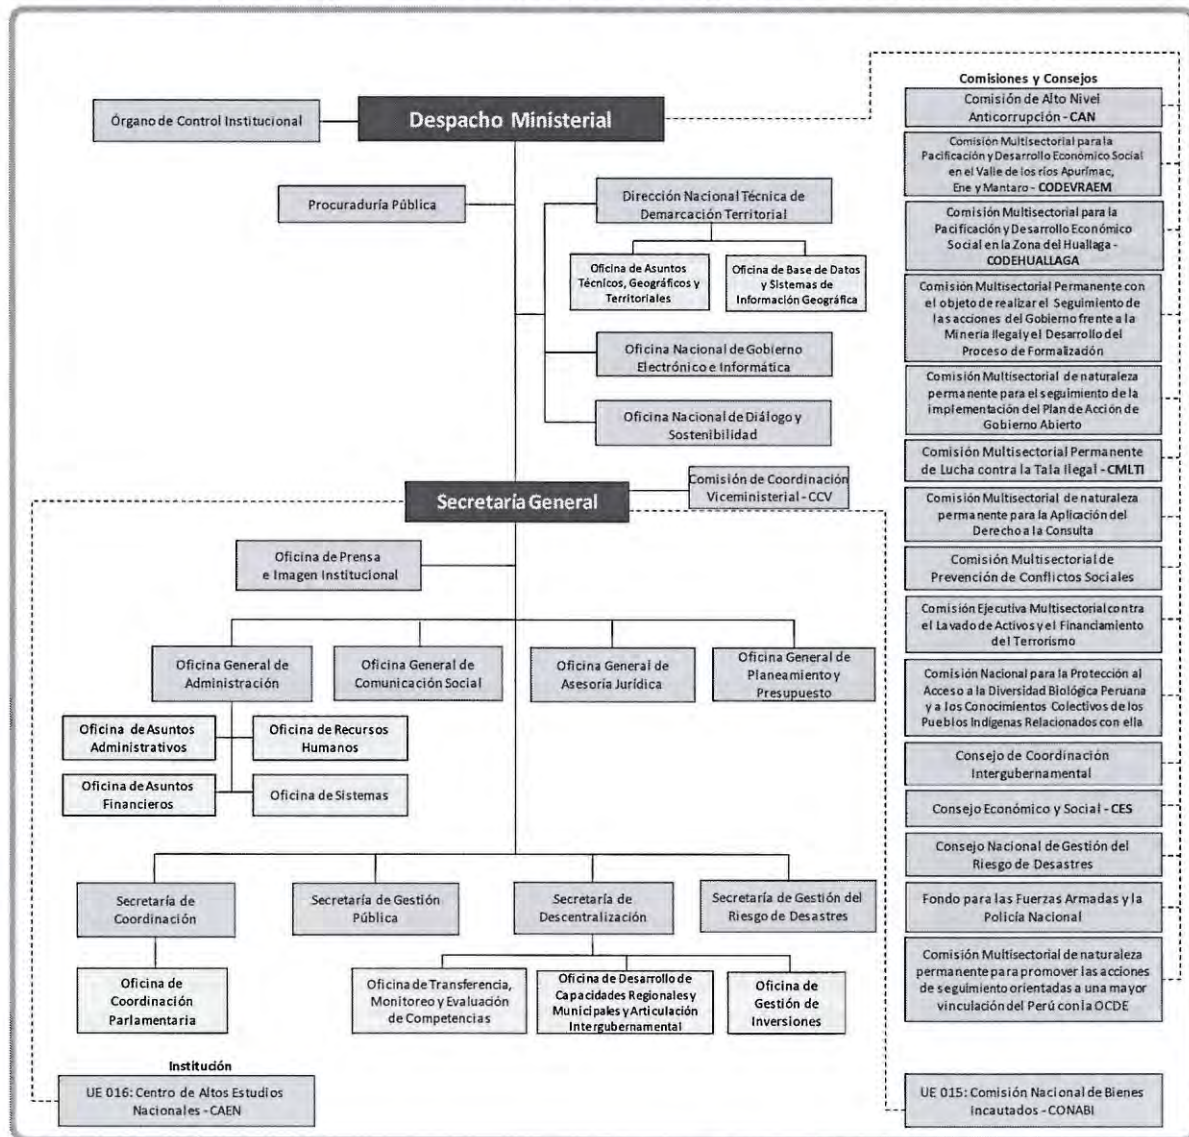 Comisiones y Consejos
Despacho Ministerial
Órgano de Control Institucional
Procuraduría Pública
Dirección Nacional Técnica de
Demarcación Territorial
Oficina de Asuntos
Técnicos, Geográficos y
Territoriales
Oficina de Base de Datos
y Sistemas de
Información Geográfica
Oficina Nacional de Gobierno
Electrónico e Informática
Oficina Nacional de Diálogo y
Sostenibilidad
Secretaría General
Comisión de Coordinación
Viceministerial - CCV
Oficina de Prensa
e Imagen Institucional
Oficina General de
Administración
Oficina General de
Comunicación Social
Oficina General de
Asesoría Jurídica
Oficina General de
Planeamiento y
Presupuesto
Oficina de Asuntos
Administrativos
Oficina de Recursos
Humanos
Oficina de Asuntos
Financieros
Oficina de Sistemas
Secretaría de
Coordinación
Secretaría de Gestión
Pública
Secretaría de
Descentralización
Secretaría de Gestión del
Riesgo de Desastres
Oficina de
Coordinación
Parlamentaria
Oficina de Transferencia,
Monitoreo y Evaluación
de Competencias
Oficina de Desarrollo de
Capacidades Regionales y
Municipales y Articulación
Intergubernamental
Oficina de
Gestión de
Inversiones
Institución
UE 016: Centro de Altos Estudios
Nacionales - CAEN
Comisión de Alto Nivel
Anticorrupción - CAN
Comisión Multisectorial para la
Pacificación y Desarrollo Económico Social
en el Valle de los ríos Apurímac,
Ene y Mantaro - CODEVRAEM
Comisión Multisectorial para la
Pacificación y Desarrollo Económico
Social en la Zona del Huallaga -
CODEHUALLAGA
Comisión Multisectorial Permanente con
el objeto de realizar el Seguimiento de
las acciones del Gobierno frente a la
Minería Ilegal y el Desarrollo del
Proceso de Formalización
Comisión Multisectorial de naturaleza
permanente para el seguimiento de la
implementación del Plan de Acción de
Gobierno Abierto
Comisión Multisectorial Permanente
de Lucha contra la Tala Ilegal - CMLTI
Comisión Multisectorial de naturaleza
permanente para la Aplicación del
Derecho a la Consulta
Comisión Multisectorial de
Prevención de Conflictos Sociales
Comisión Ejecutiva Multisectorial contra
el Lavado de Activos y el Financiamiento
del Terrorismo
Comisión Nacional para la Protección al
Acceso a la Diversidad Biológica Peruana
y a los Conocimientos Colectivos de los
Pueblos Indígenas Relacionados con ella
Consejo de Coordinación
Intergubernamental
Consejo Económico y Social - CES
Consejo Nacional de Gestión del
Riesgo de Desastres
Fondo para las Fuerzas Armadas y la
Policía Nacional
Comisión Multisectorial de naturaleza
permanente para promover las acciones
de seguimiento orientadas a una mayor
vinculación del Perú con la OCDE
UE 015: Comisión Nacional de Bienes
Incautados - CONABI